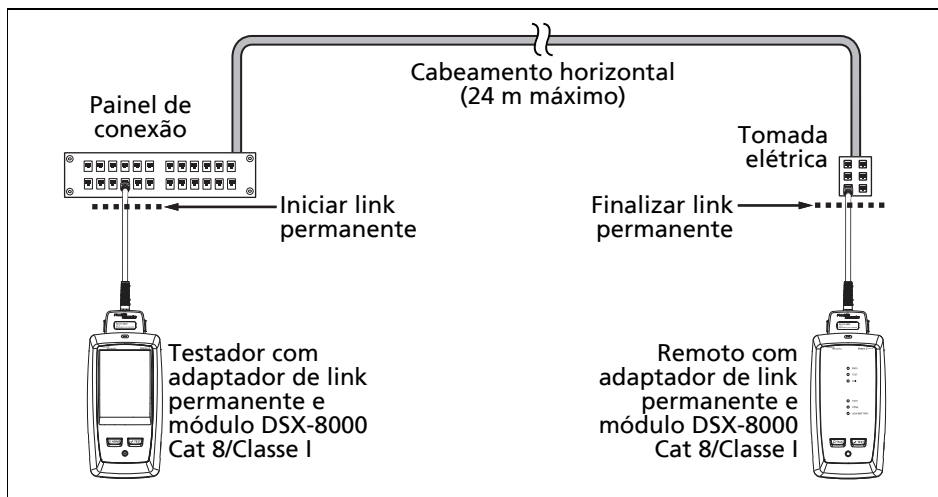 Cabeamento horizontal
(24 m máximo)
Painel de
conexão
Tomada
elétrica
Iniciar link
permanente
Finalizar link
permanente
Testador com
adaptador de link
permanente e
módulo DSX-8000
Cat 8/Classe I
Remoto com
adaptador de link
permanente e
módulo DSX-8000
Cat 8/Classe I